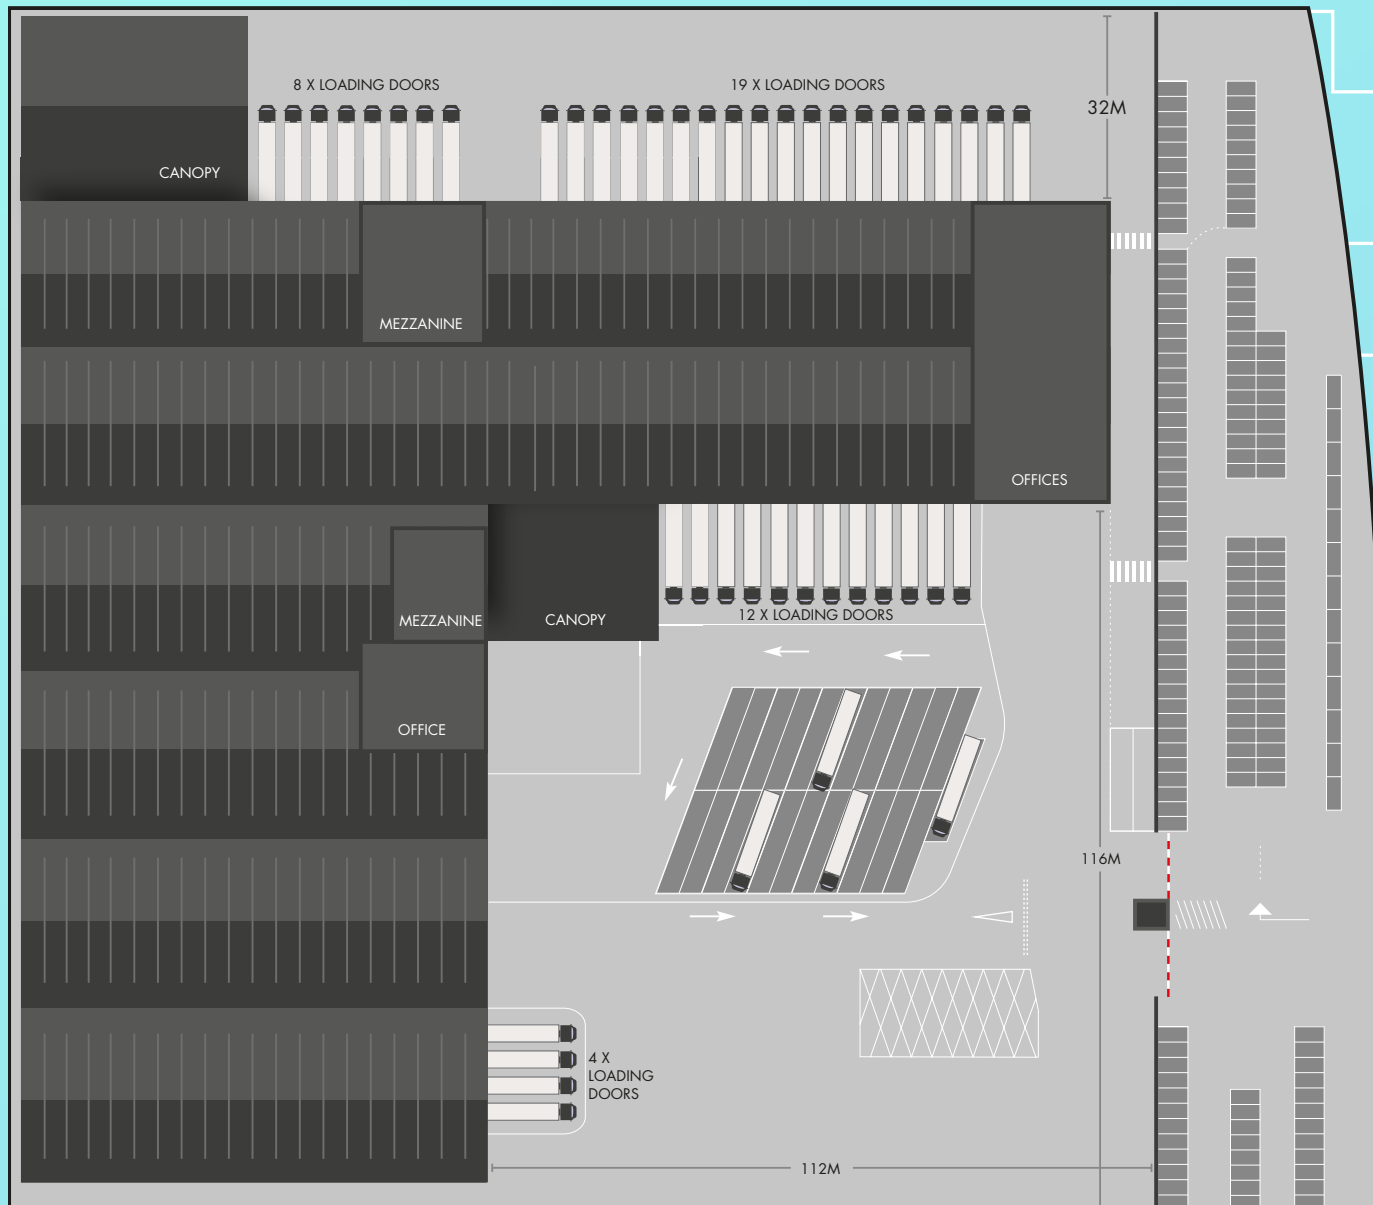 8 X LOADING DOORS
19 X LOADING DOORS
32M
CANOPY
MEZZANINE
OFFICES
MEZZANINE
CANOPY
12 X LOADING DOORS
OFFICE
116M
4 X
LOADING
DOORS
112M